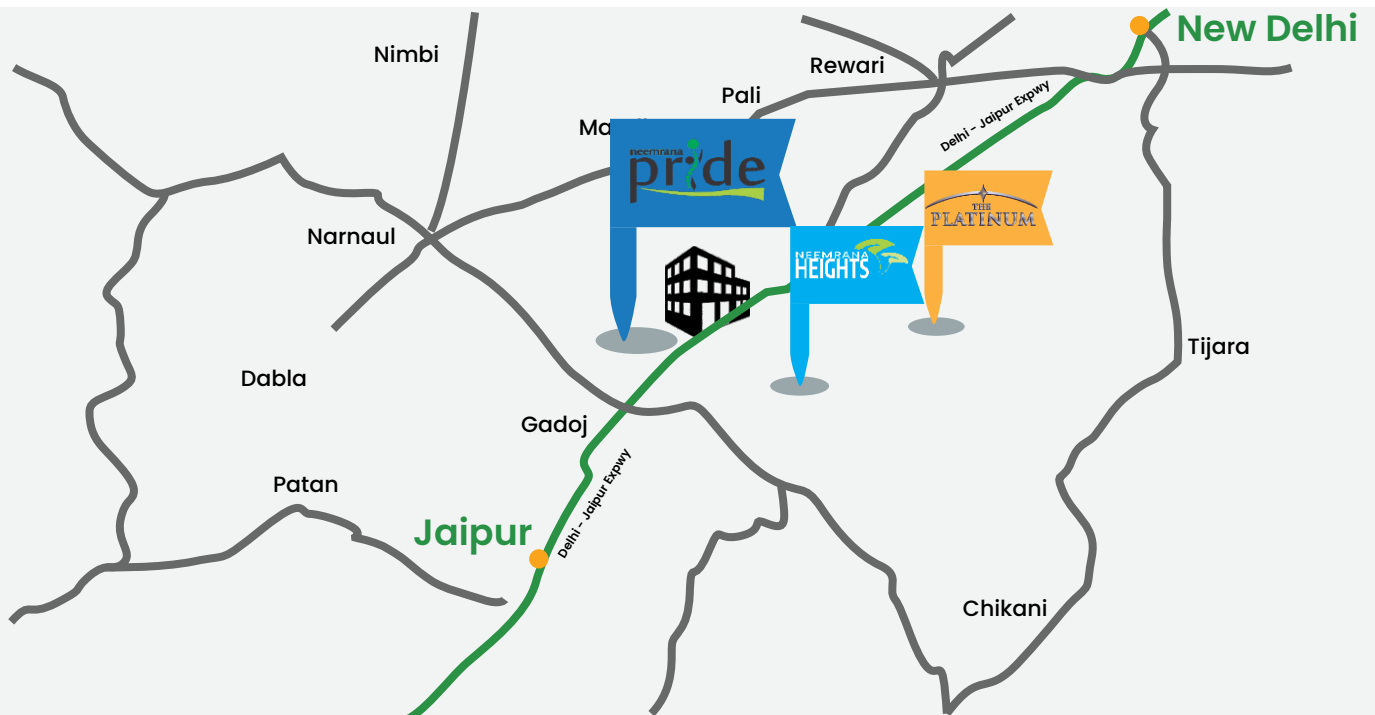 New Delhi
Nimbi
Rewari
Pali
Delhi - Jaipur Expwy
neemrana
pride
THE
PLATINUM
Narnaul
NEEMRANA
HEIGHTS
Tijara
Dabla
Gadoj
Patan
Delhi - Jaipur Expwy
Jaipur
Chikani